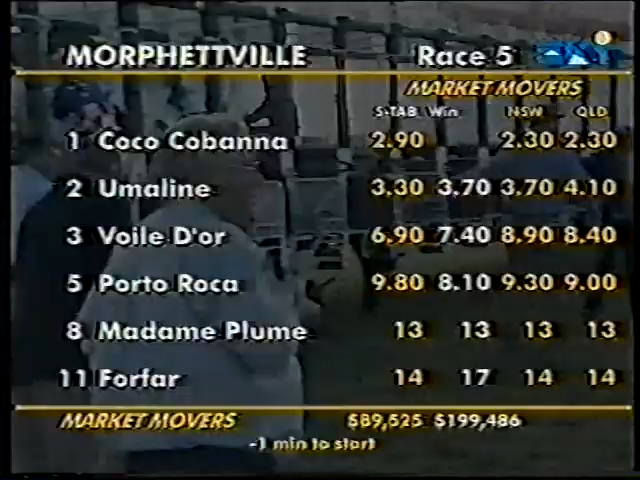 MORPHETTVILLE Race 5
MARKET MOVERS
S-TAB Win NSW QLD
1 Coco Cobanna 2.90 2.30 2.30
2 Umaline 3.30 3.70 3.70 4.10
3 Voile D'or 6.90 7.40 8.90 8.40
5 Porto Roca 9.80 8.10 9.30 9.00
8 Madame Plume 13 13 13 13
11 Forfar 14 17 14 14
MARKET MOVERS $89,525 $199,486
-1 min to start